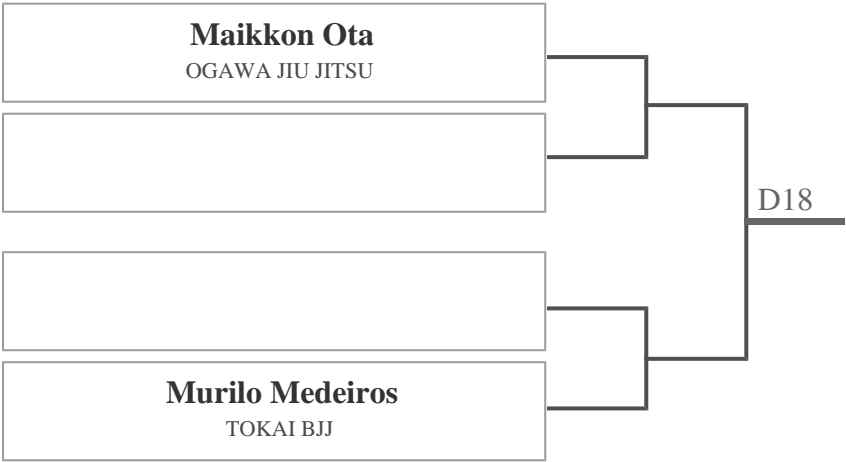 Maikkon Ota
OGAWA JIU JITSU
D18
Murilo Medeiros
TOKAI BJJ